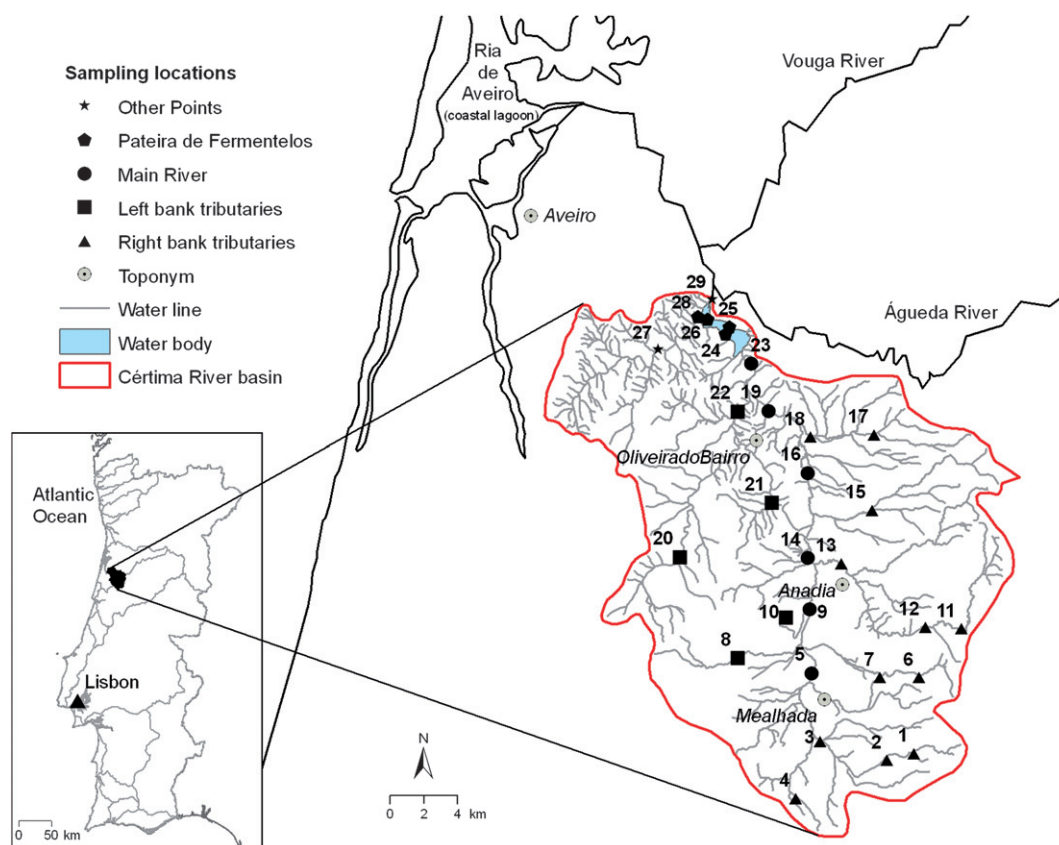 Sampling locations
Other Points
Pateira de Fermentelos
Main River
Left bank tributaries
Right bank tributaries
Toponym
Water line
Water body
Cértima River basin
Ria
de
Aveiro
(coastal lagoon)
Vouga River
Aveiro
Águeda River
29
28
25
27
26
24
23
22
19
18
17
OliveiradoBairro
16
21
15
20
14
13
Anadia
10
9
12
11
8
5
7
6
Mealhada
3
2
1
4
Atlantic
Ocean
Lisbon
0 50 km
N
0 2 4
km